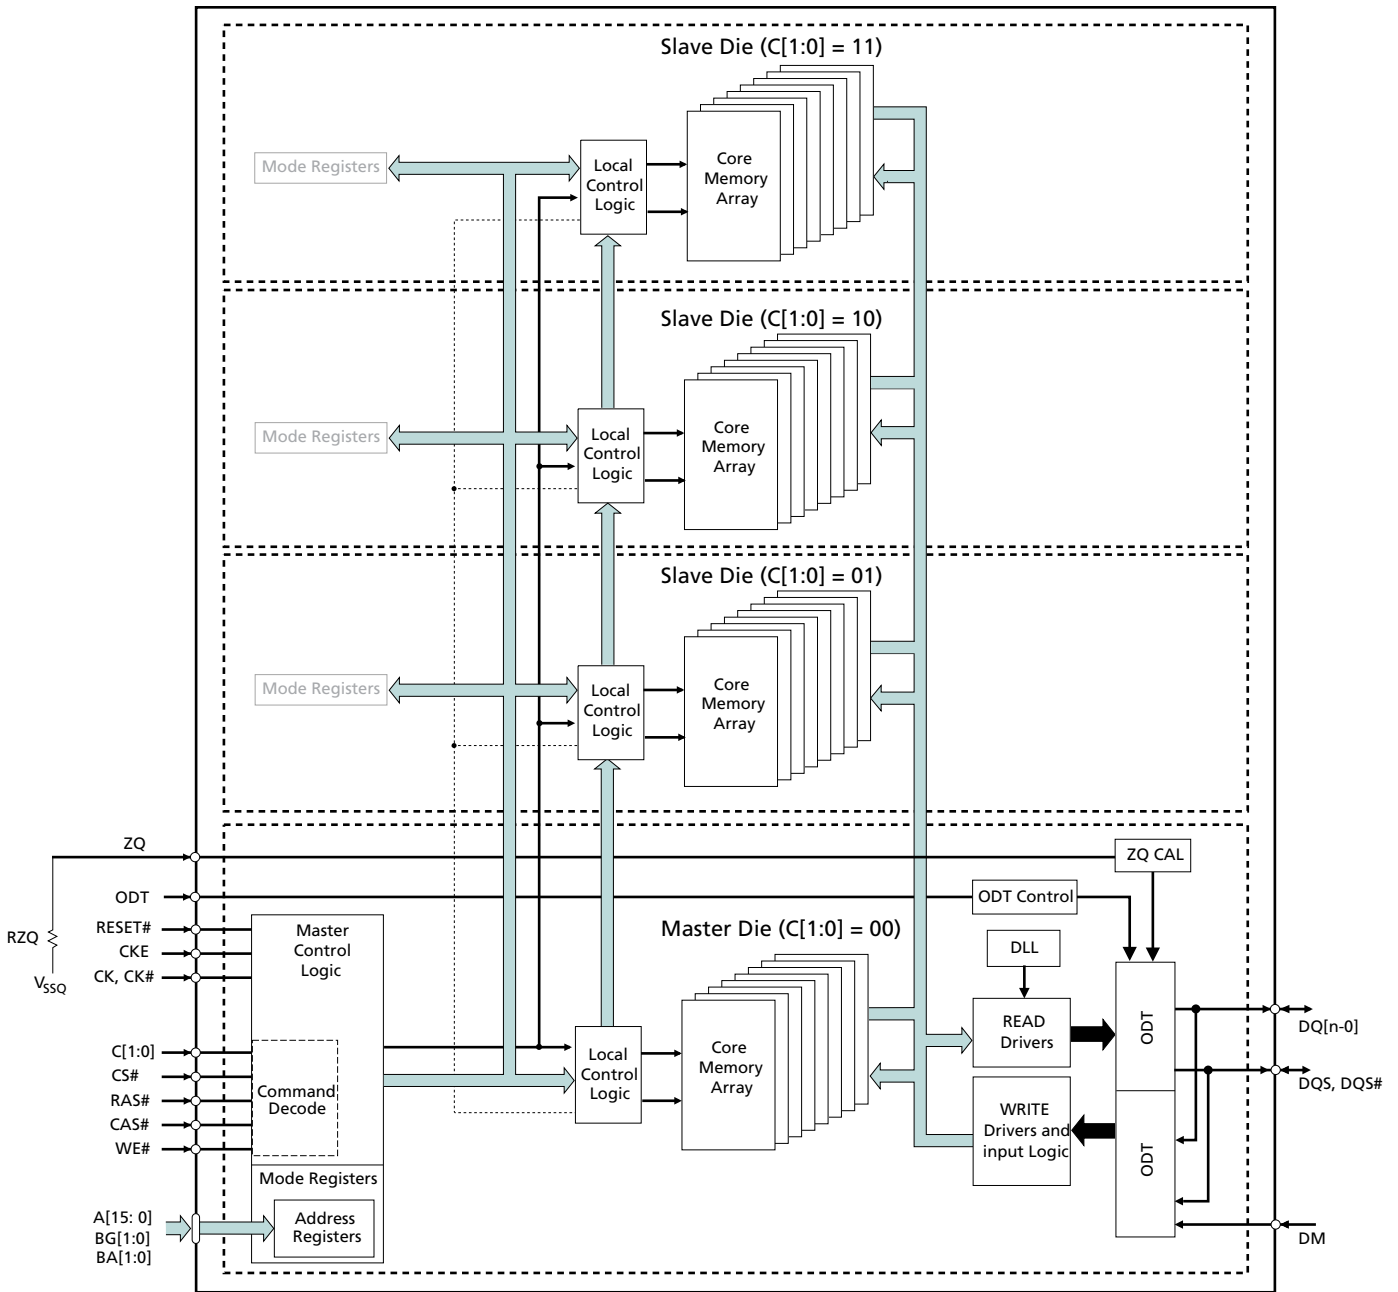 Slave Die (C[1:0] = 11)
Mode Registers
Local
Control
Logic
Core
Memory
Array
Slave Die (C[1:0] = 10)
Mode Registers
Local
Control
Logic
Core
Memory
Array
Slave Die (C[1:0] = 01)
Mode Registers
Local
Control
Logic
Core
Memory
Array
ZQ
ZQ CAL
ODT
ODT Control
RZQ
VSSQ
RESET#
CKE
CK, CK#
Master
Control
Logic
Master Die (C[1:0] = 00)
DLL
C[1:0]
CS#
RAS#
CAS#
WE#
Command
Decode
Local
Control
Logic
Core
Memory
Array
READ
Drivers
ODT
DQ[n-0]
DQS, DQS#
WRITE
Drivers and
input Logic
ODT
Mode Registers
A[15: 0]
BG[1:0]
BA[1:0]
Address
Registers
DM